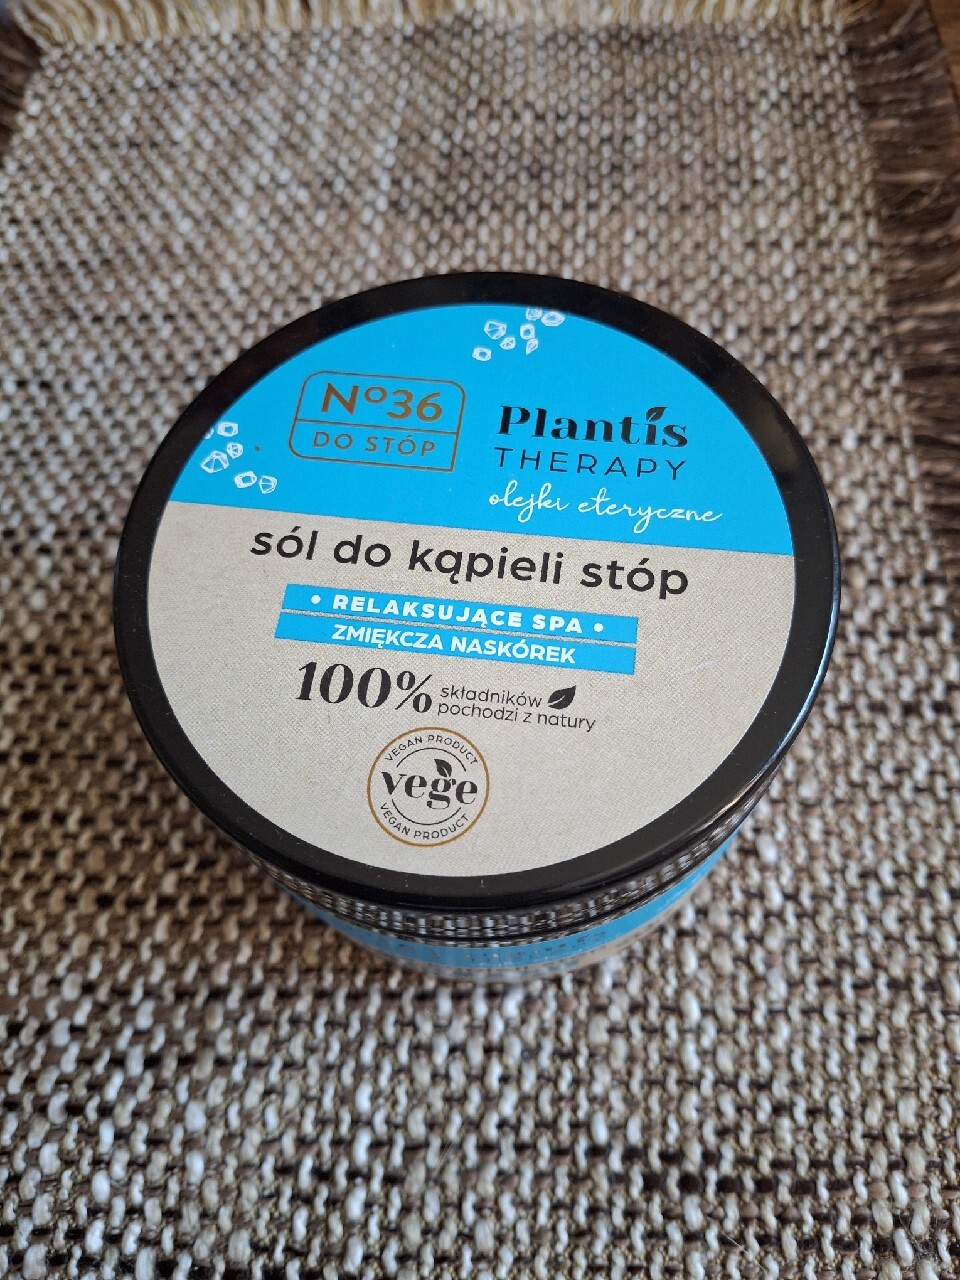 Nº36
DO STÓP
Plantis
THERAPY
olejki eteryczne
sól do kąpieli stóp
• RELAKSUJĄCE SPA •
ZMIĘKCZA NASKÓREK
100% składników
pochodzi z natury
VEGAN PRODUCT
vege
VEGAN PRODUCT